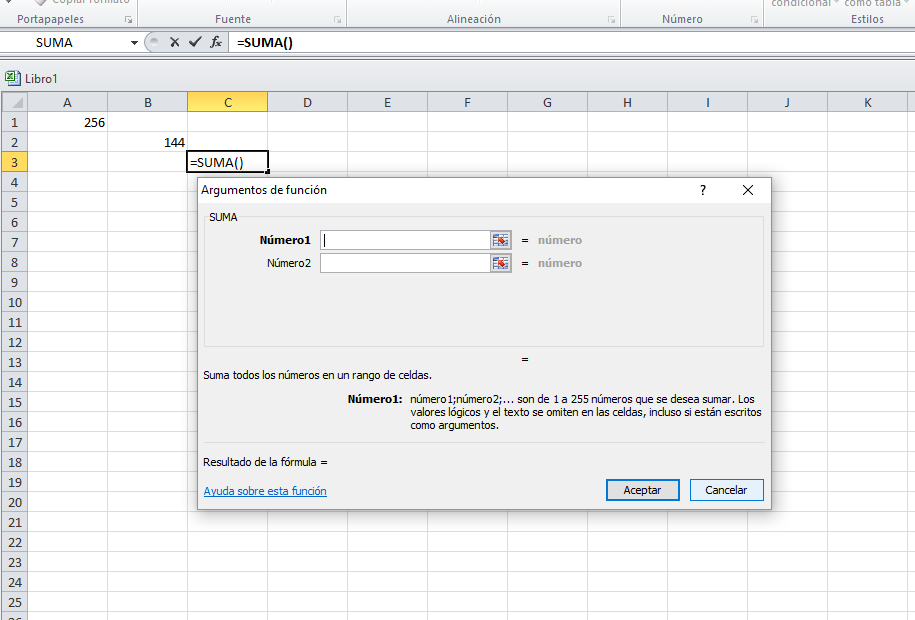 Copiar formato
condicional como tabla
Portapapeles Fuente Alineación Número Estilos
SUMA fx =SUMA()
Libro1
A B C D E F G H I J K
1 256
2 144
3 =SUMA()
4
5
6
7
8
9
10
11
12
13
14
15
16
17
18
19
20
21
22
23
24
25
Argumentos de función ? 
SUMA
Número1 = número
Número2 = número
=
Suma todos los números en un rango de celdas.
Número1: número1;número2;... son de 1 a 255 números que se desea sumar. Los
valores lógicos y el texto se omiten en las celdas, incluso si están escritos
como argumentos.
Resultado de la fórmula =
Ayuda sobre esta función
Aceptar Cancelar